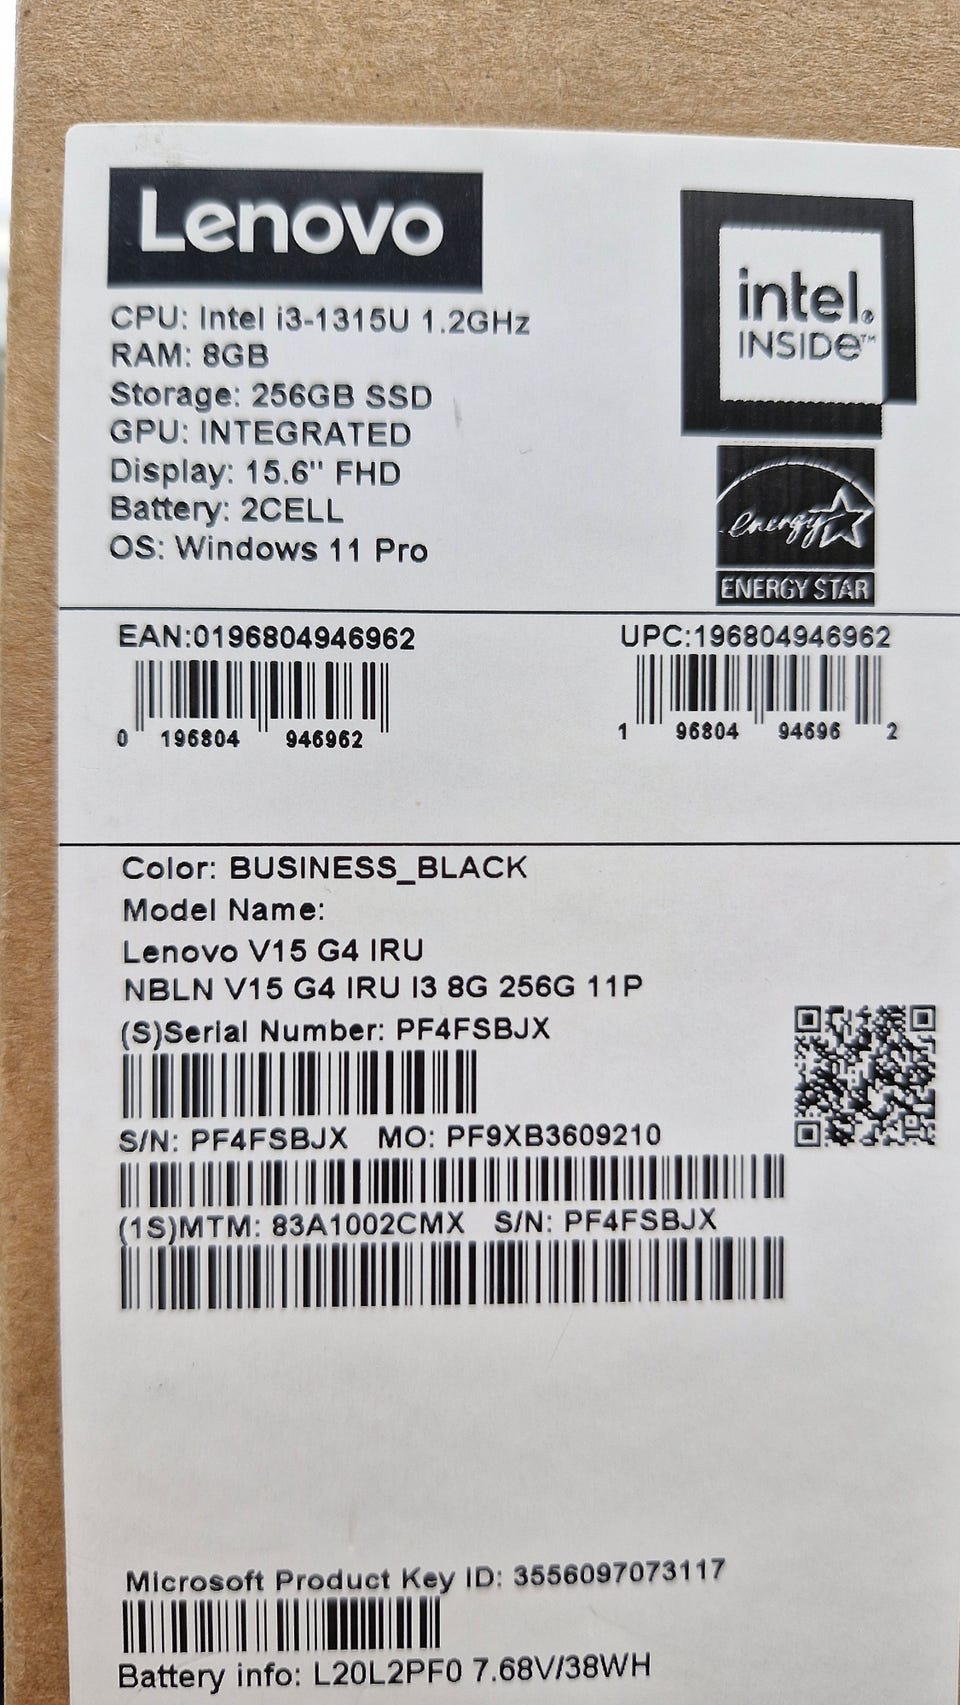 Lenovo
intel.
INSIDE™
CPU: Intel i3-1315U 1.2GHz
RAM: 8GB
Storage: 256GB SSD
GPU: INTEGRATED
Display: 15.6" FHD
Battery: 2CELL
OS: Windows 11 Pro
energy
ENERGY STAR
EAN:0196804946962
UPC:196804946962
0 196804 946962
1 96804 94696 2
Color: BUSINESS_BLACK
Model Name:
Lenovo V15 G4 IRU
NBLN V15 G4 IRU I3 8G 256G 11P
(S)Serial Number: PF4FSBJX
S/N: PF4FSBJX MO: PF9XB3609210
(1S)MTM: 83A1002CMX S/N: PF4FSBJX
Microsoft Product Key ID: 3556097073117
Battery info: L20L2PF0 7.68V/38WH